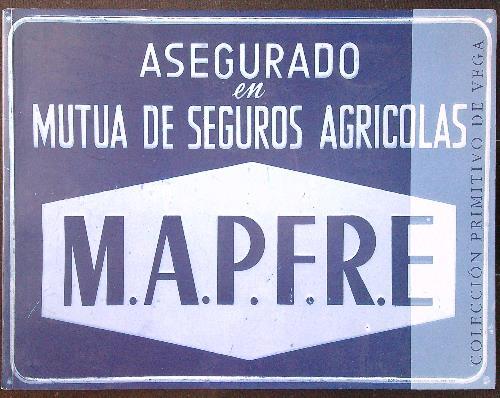 ASEGURADO
en
MUTUA DE SEGUROS AGRICOLAS
M.A.P.F.R.E
COLECCIÓN PRIMITIVO DE VEGA